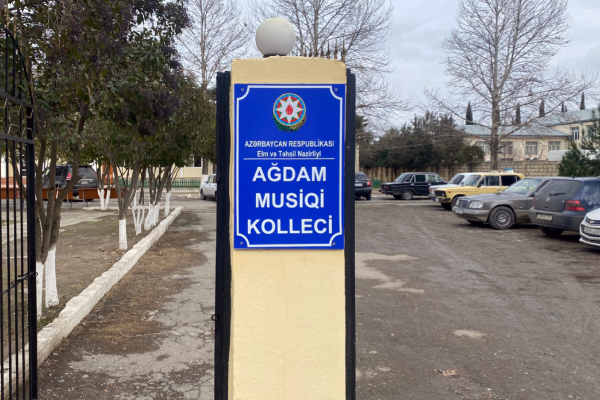 AZƏRBAYCAN RESPUBLİKASI
Elm və Təhsil Nazirliyi
AĞDAM
MUSİQİ
KOLLECİ